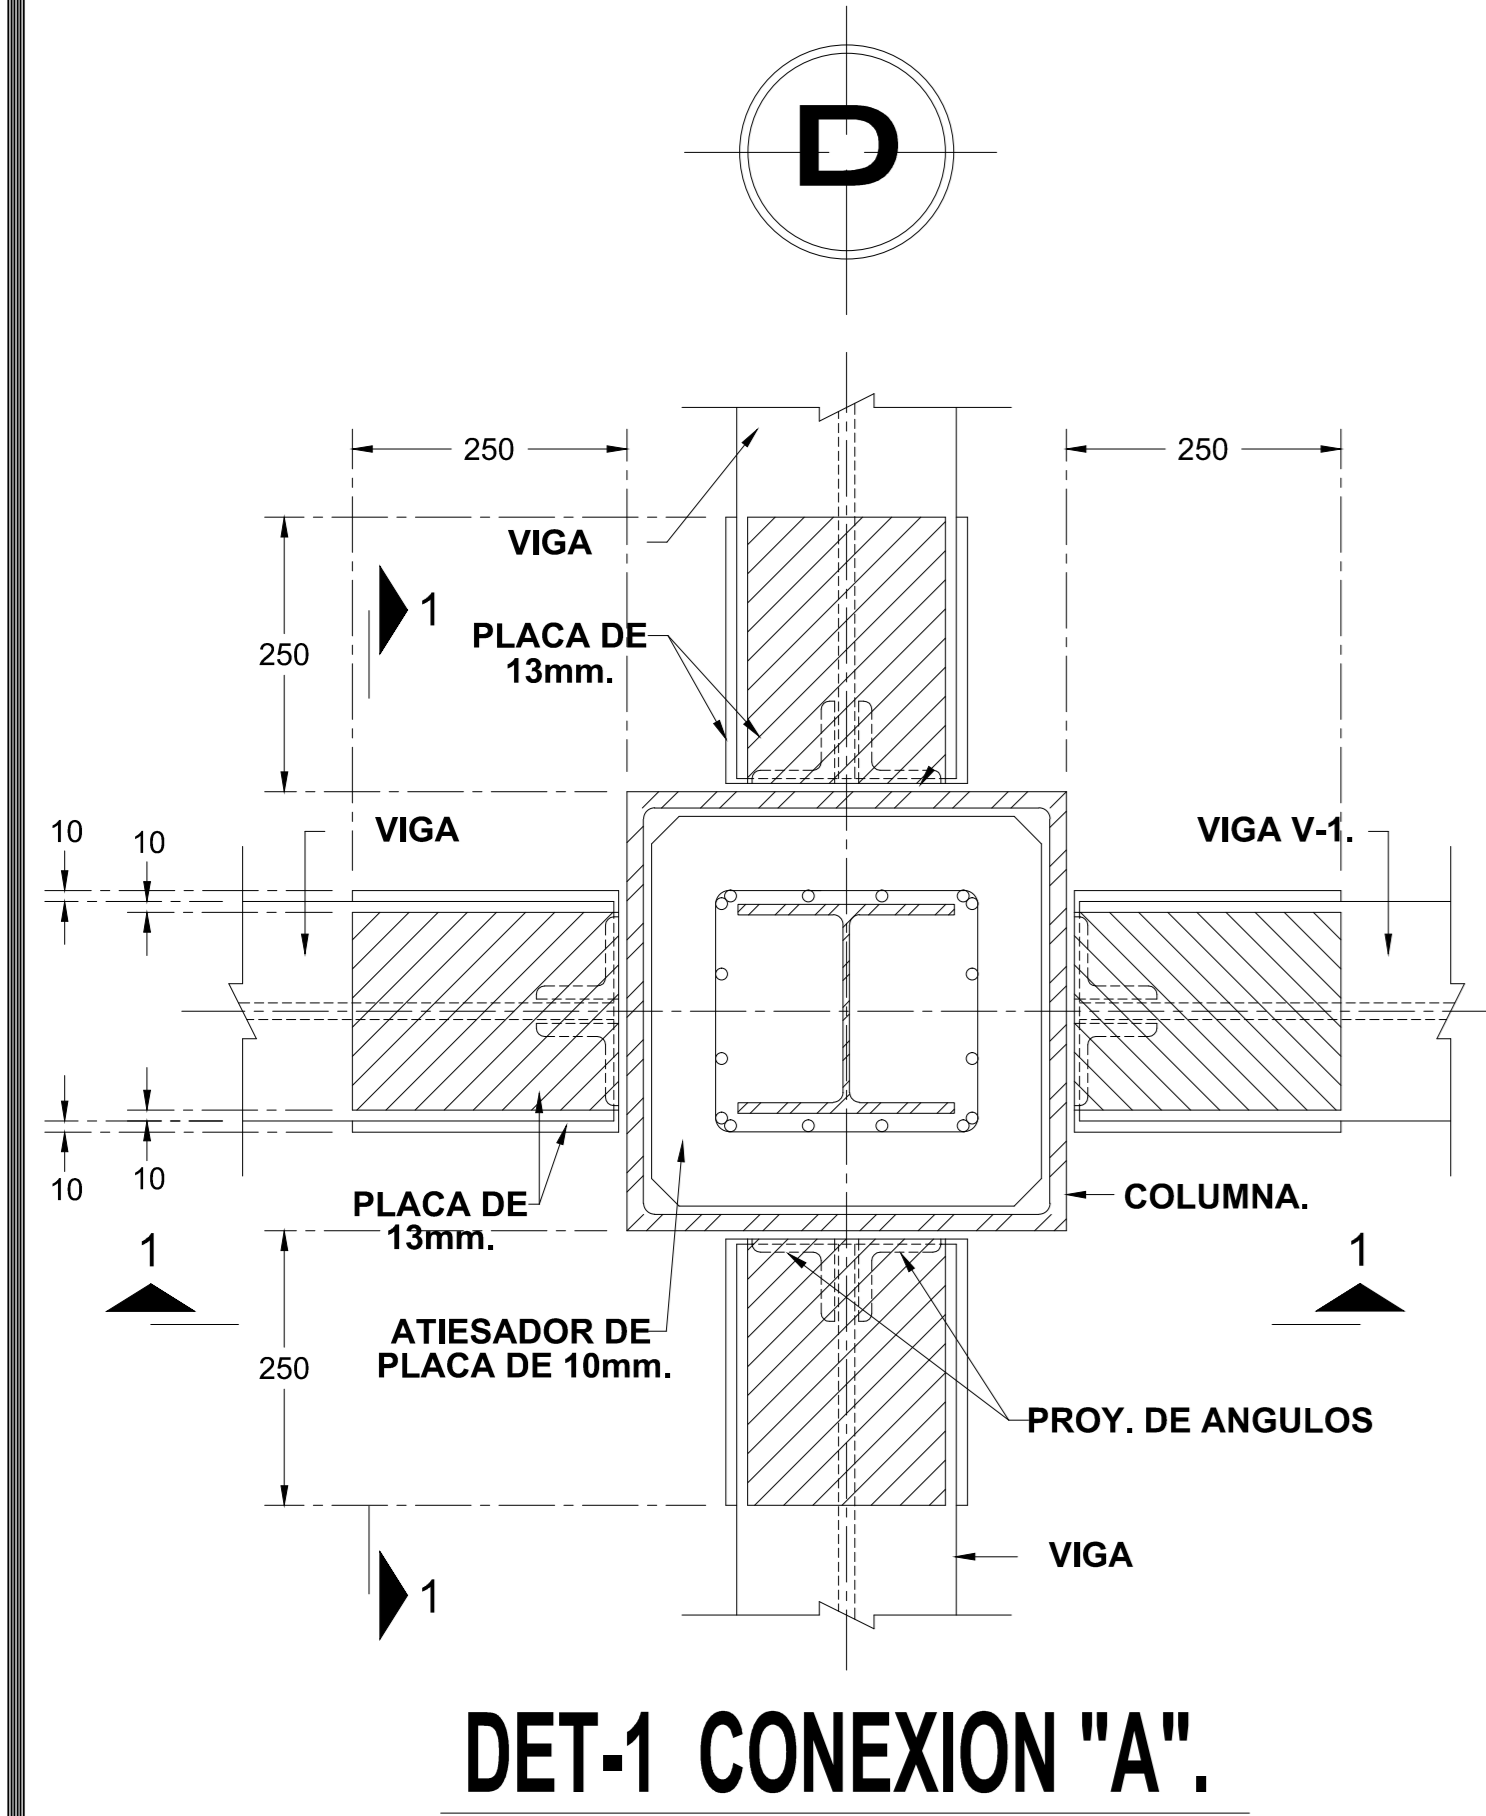 D
250
250
VIGA
1
PLACA DE
13mm.
250
10
10
VIGA
VIGA V-1.
10
10
PLACA DE
13mm.
COLUMNA.
1
1
ATIESADOR DE
PLACA DE 10mm.
250
PROY. DE ANGULOS
VIGA
1
DET-1 CONEXION "A".